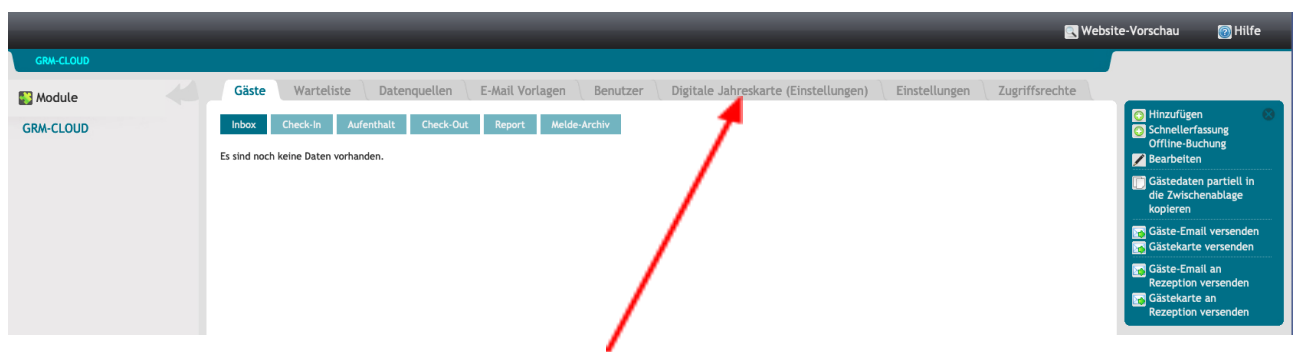 Website-Vorschau Hilfe
GRM-CLOUD
Module
GRM-CLOUD
Gäste Warteliste Datenquellen E-Mail Vorlagen Benutzer Digitale Jahreskarte (Einstellungen) Einstellungen Zugriffsrechte
Inbox Check-In Aufenthalt Check-Out Report Melde-Archiv
Es sind noch keine Daten vorhanden.
Hinzufügen
Schnellerfassung
Offline-Buchung
Bearbeiten
Gästedaten partiell in
die Zwischenablage
kopieren
Gäste-Email versenden
Gästekarte versenden
Gäste-Email an
Rezeption versenden
Gästekarte an
Rezeption versenden